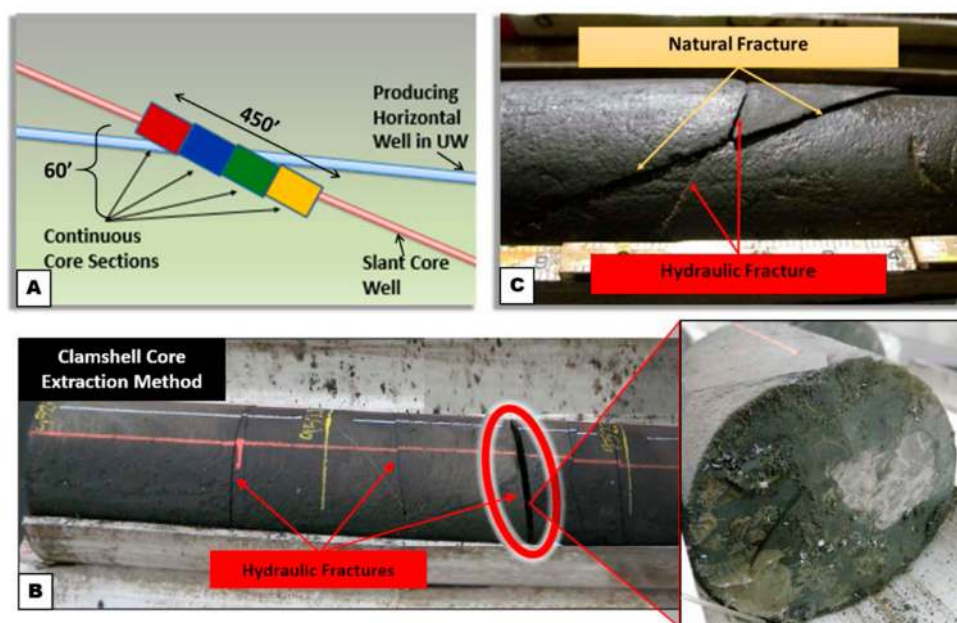 450'
Producing
Horizontal
Well in UW
60'
Continuous
Core Sections
Slant Core
Well
A
Natural Fracture
Hydraulic Fracture
C
Clamshell Core
Extraction Method
Hydraulic Fractures
B